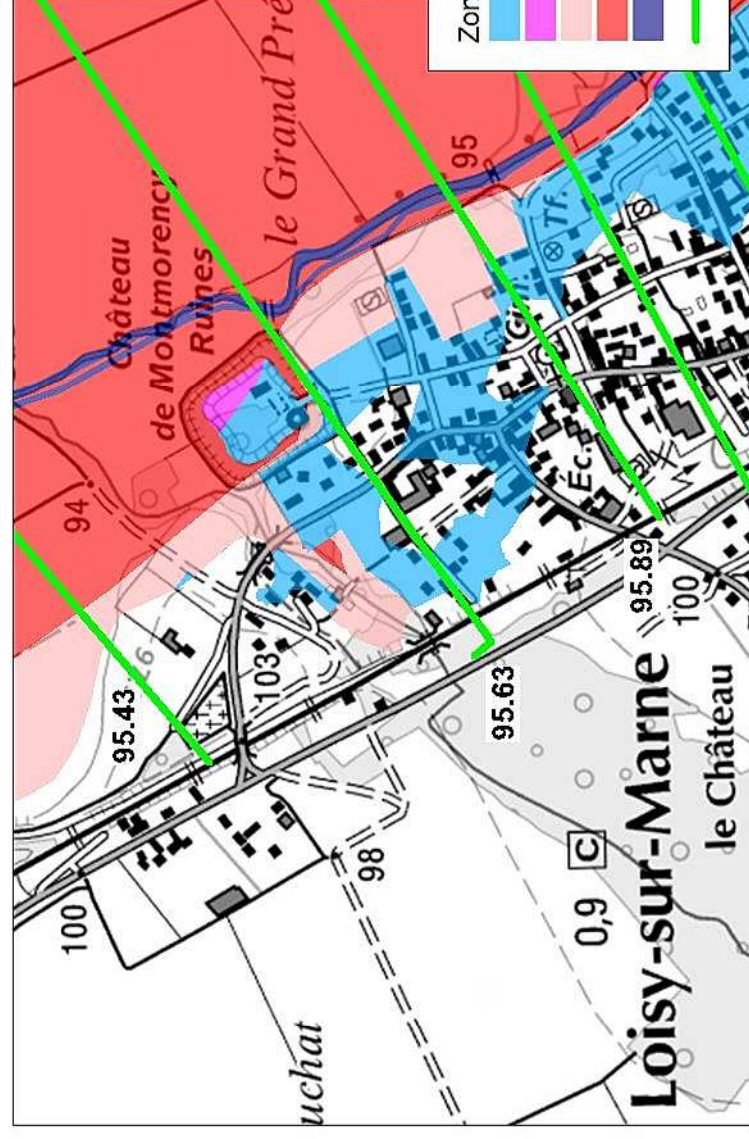 Zon
le Grand Pré
95
Château
de Montmorency
Ruines
Tf.
94
Éc.
95.89
100
103
95.43
95.63
98
100
0,9
C
Loisy-sur-Marne
le Château
uchat